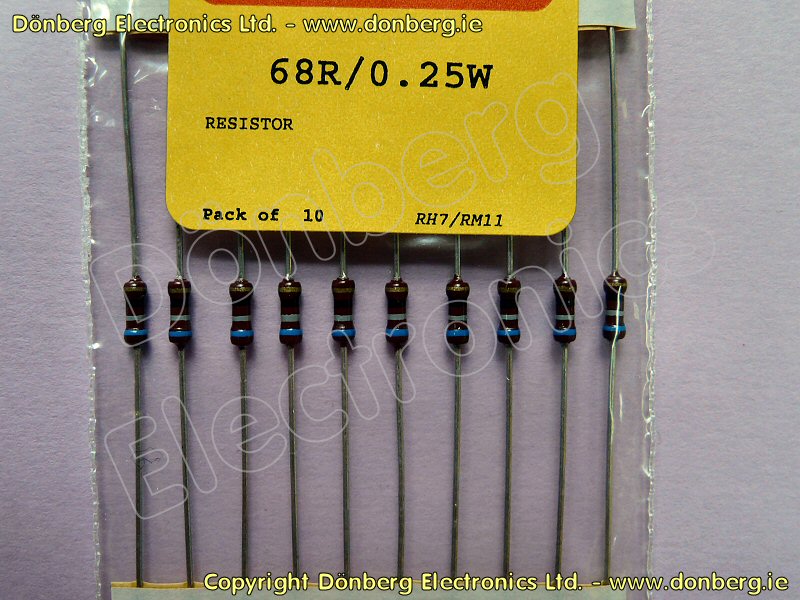 Dönberg Electronics Ltd. - www.donberg.ie
68R/0.25W
RESISTOR
Pack of 10
RH7/RM11
Dönberg
Electronics
Copyright Dönberg Electronics Ltd. - www.donberg.ie